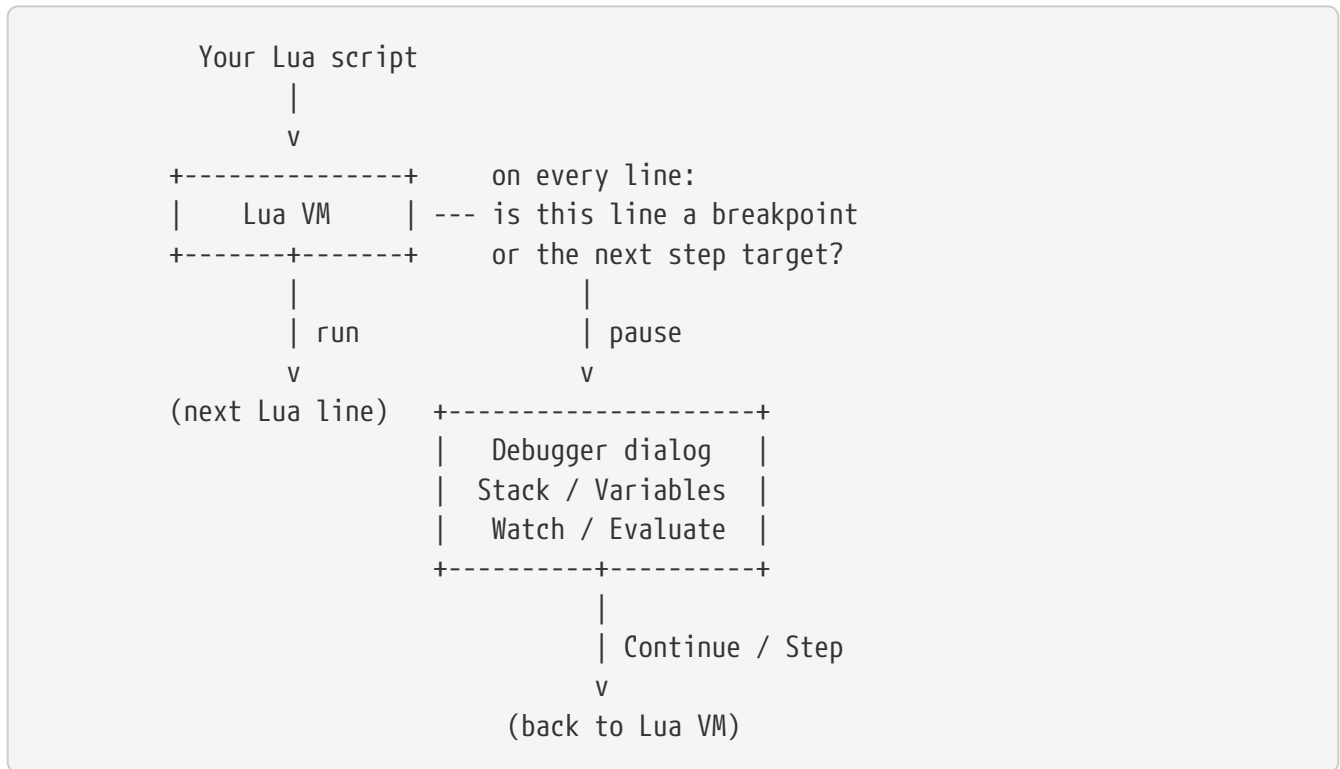 Your Lua script
|
v
+---------------+     on every line:
|    Lua VM     | --- is this line a breakpoint
+-------+-------+     or the next step target?
|                   |
| run               | pause
v                   v
(next Lua line)   +---------------------+
|   Debugger dialog   |
|  Stack / Variables  |
|   Watch / Evaluate  |
+----------+----------+
|
| Continue / Step
v
(back to Lua VM)